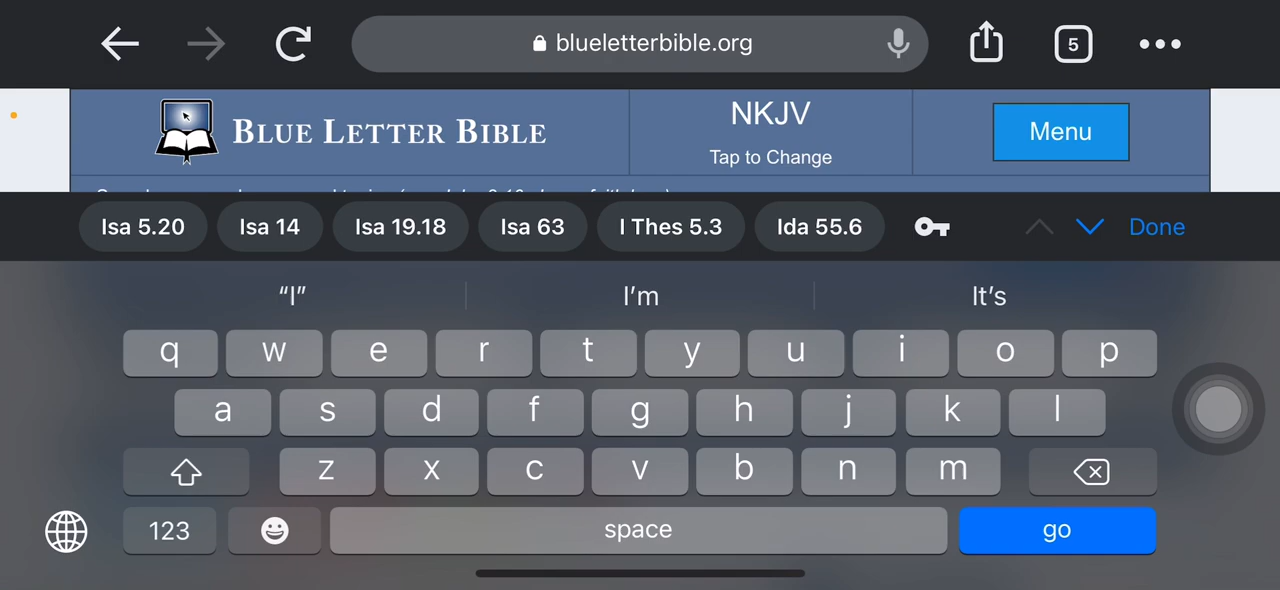 5
blueletterbible.org
BLUE LETTER BIBLE
NKJV
Tap to Change
Menu
Isa 5.20
Isa 14
Isa 19.18
Isa 63
I Thes 5.3
Ida 55.6
Done
“I”
I’m
It’s
q w e r t y u i o p
a s d f g h j k l
z x c v b n m
123
space
go